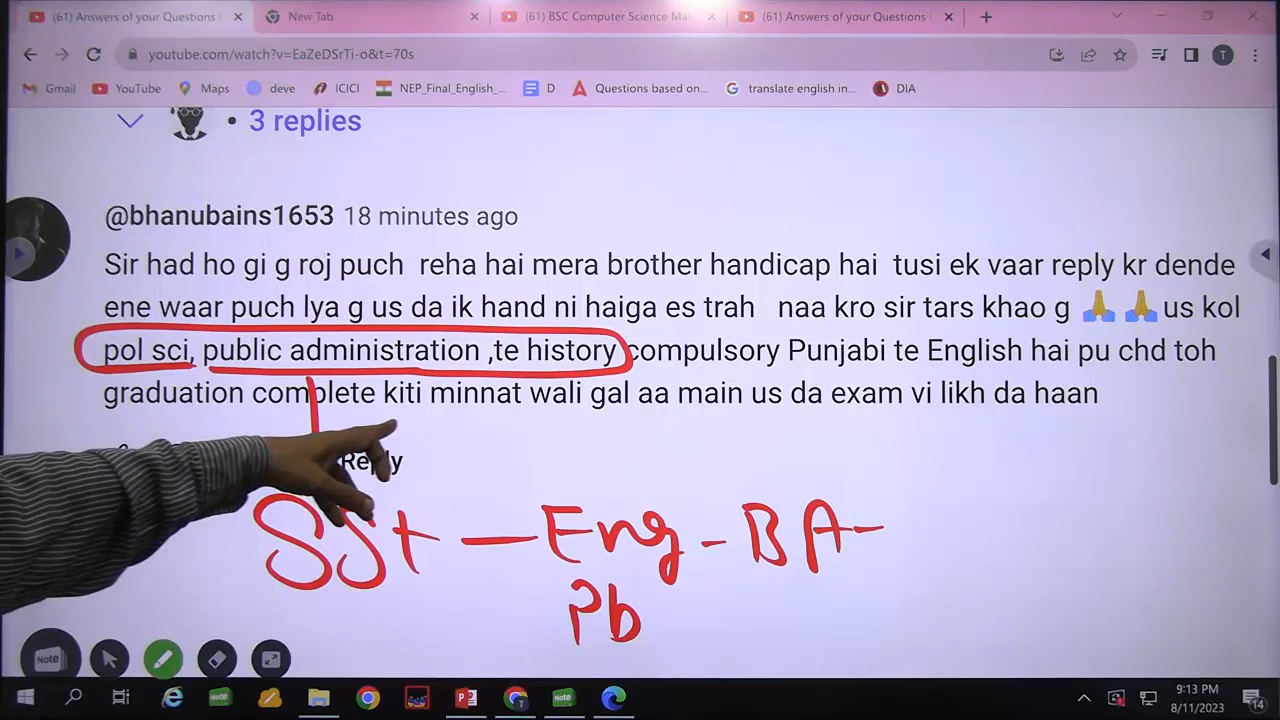 (61) Answers of your Questions
New Tab
(61) BSC Computer Science Ma
(61) Answers of your Questions
youtube.com/watch?v=EaZeDSrTi-o&t=70s
T
Gmail
YouTube
Maps
deve
ICICI
NEP_Final_English_...
D
Questions based on...
translate english in...
DIA
• 3 replies
@bhanubains1653 18 minutes ago
Sir had ho gi g roj puch reha hai mera brother handicap hai tusi ek vaar reply kr dende
ene waar puch lya g us da ik hand ni haiga es trah naa kro sir tars khao g 🙏 🙏 us kol
pol sci, public administration ,te history compulsory Punjabi te English hai pu chd toh
graduation complete kiti minnat wali gal aa main us da exam vi likh da haan
Reply
SSt — Eng - BA-
Pb
Note
Note
Note
9:13 PM
8/11/2023
14